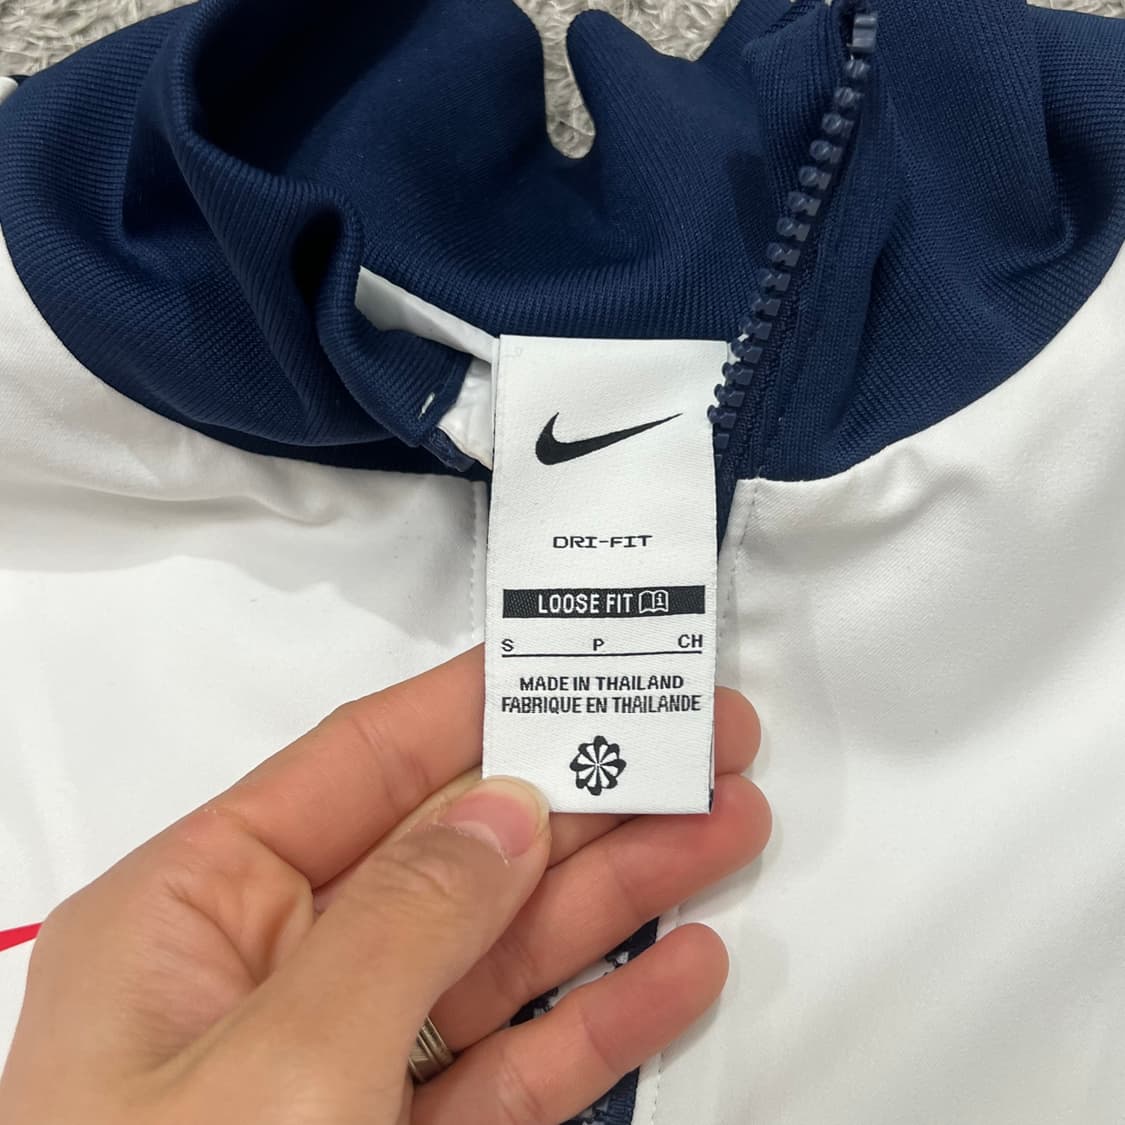 DRI-FIT
LOOSE FIT
S P CH
MADE IN THAILAND
FABRIQUE EN THAILANDE